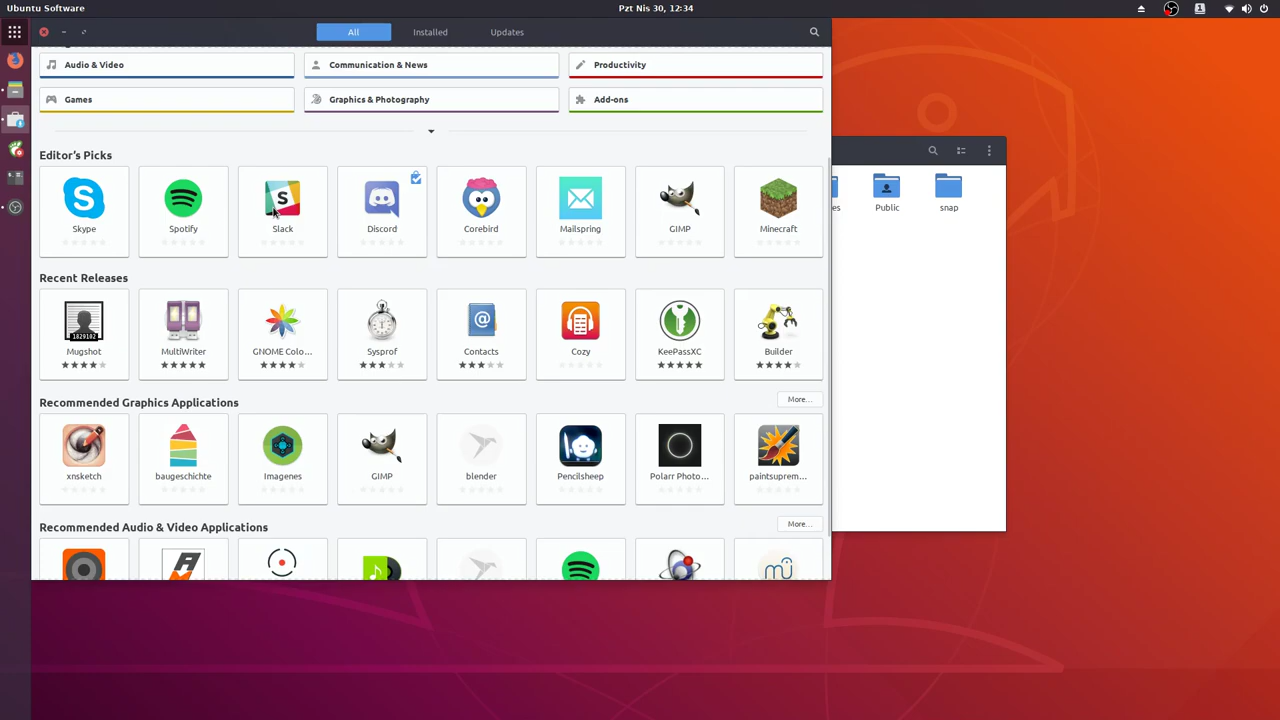 Ubuntu Software
Pzt Nis 30, 12:34
1
All
Installed
Updates
Audio & Video
Communication & News
Productivity
Games
Graphics & Photography
Add-ons
Editor's Picks
Skype
Spotify
Slack
Discord
Corebird
Mailspring
GIMP
Minecraft
Recent Releases
1829102
Mugshot
MultiWriter
GNOME Colo...
Sysprof
Contacts
Cozy
KeePassXC
Builder
Recommended Graphics Applications
More...
xnsketch
baugeschichte
Imagenes
GIMP
blender
Pencilsheep
Polarr Photo...
paintsuprem...
Recommended Audio & Video Applications
More...
es
Public
snap